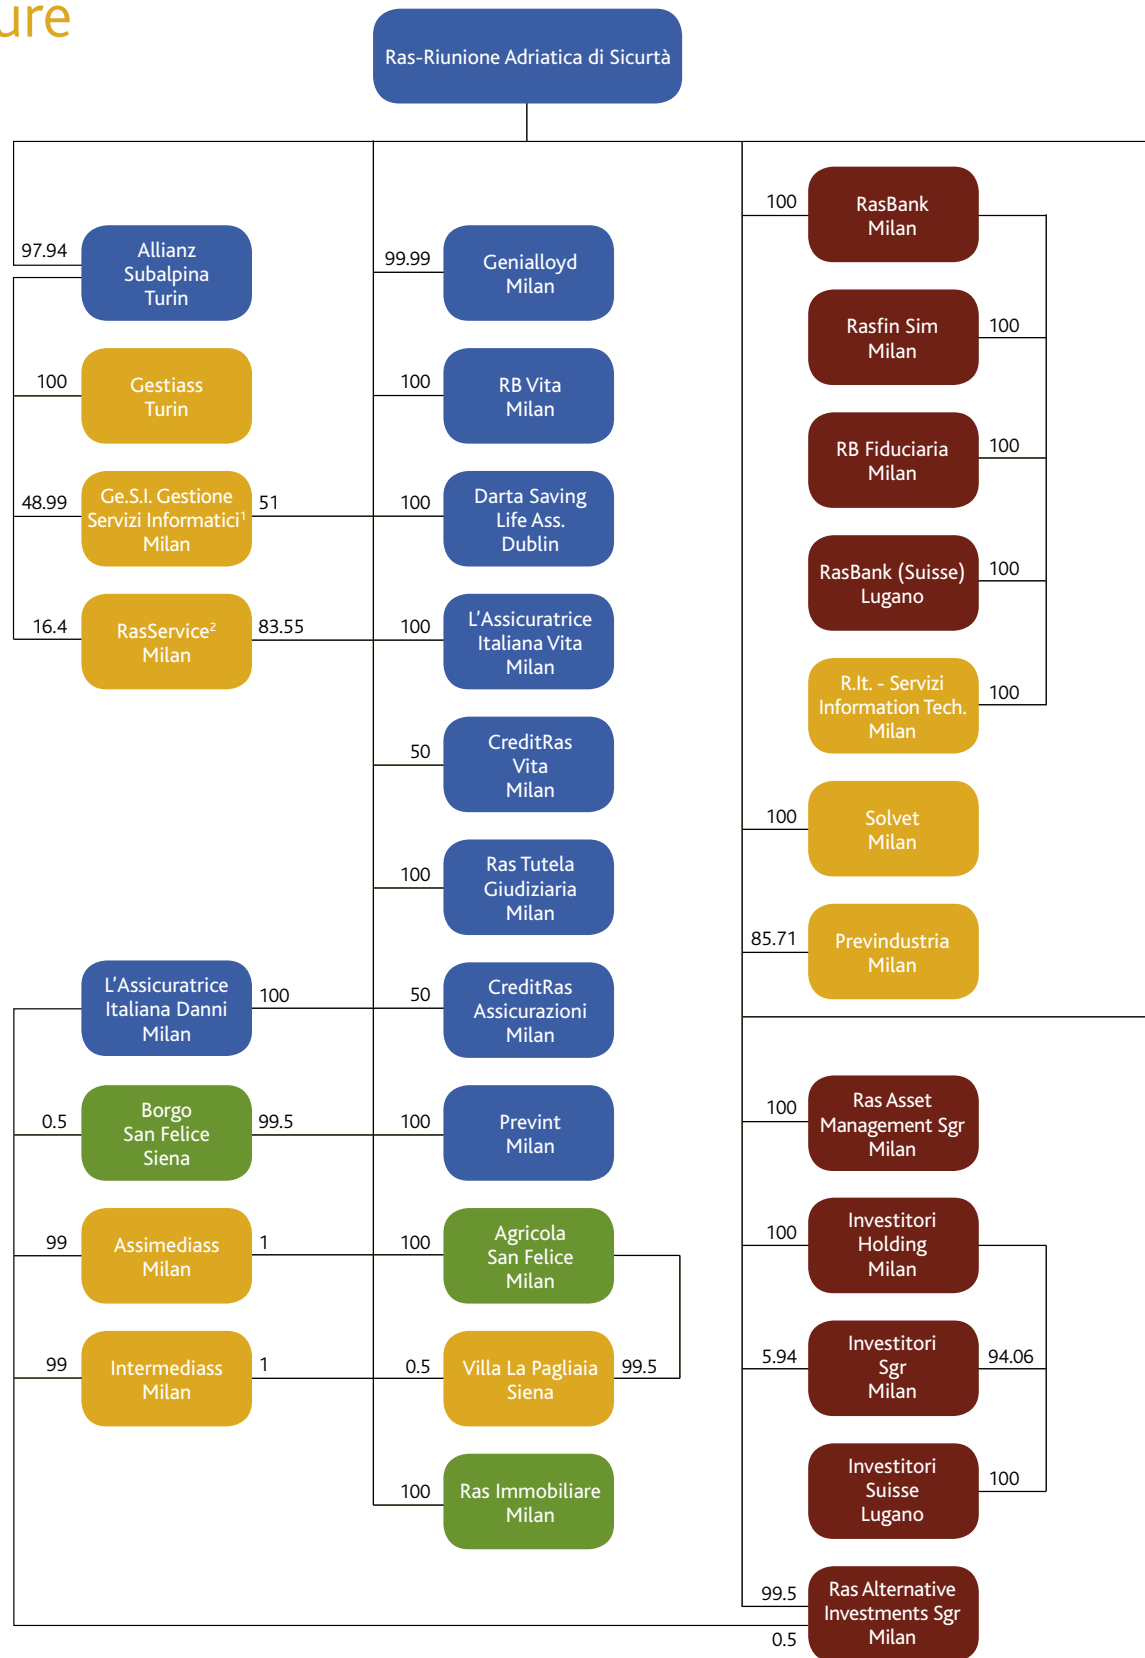 ure
Ras-Riunione Adriatica di Sicurtà
97.94
Allianz
Subalpina
Turin
100
Gestiass
Turin
48.99
Ge.S.I. Gestione
Servizi Informatici¹
Milan
51
16.4
RasService²
Milan
83.55
L'Assicuratrice
Italiana Danni
Milan
100
0.5
Borgo
San Felice
Siena
99.5
99
Assimediass
Milan
1
99
Intermediass
Milan
1
99.99
Genialloyd
Milan
100
RB Vita
Milan
100
Darta Saving
Life Ass.
Dublin
100
L'Assicuratrice
Italiana Vita
Milan
50
CreditRas
Vita
Milan
100
Ras Tutela
Giudiziaria
Milan
50
CreditRas
Assicurazioni
Milan
100
Prevint
Milan
100
Agricola
San Felice
Milan
0.5
Villa La Pagliaia
Siena
99.5
100
Ras Immobiliare
Milan
100
RasBank
Milan
Rasfin Sim
Milan
100
RB Fiduciaria
Milan
100
RasBank (Suisse)
Lugano
100
R.It. - Servizi
Information Tech.
Milan
100
100
Solvet
Milan
85.71
Previndustria
Milan
100
Ras Asset
Management Sgr
Milan
100
Investitori
Holding
Milan
5.94
Investitori
Sgr
Milan
94.06
Investitori
Suisse
Lugano
100
99.5
Ras Alternative
Investments Sgr
Milan
0.5